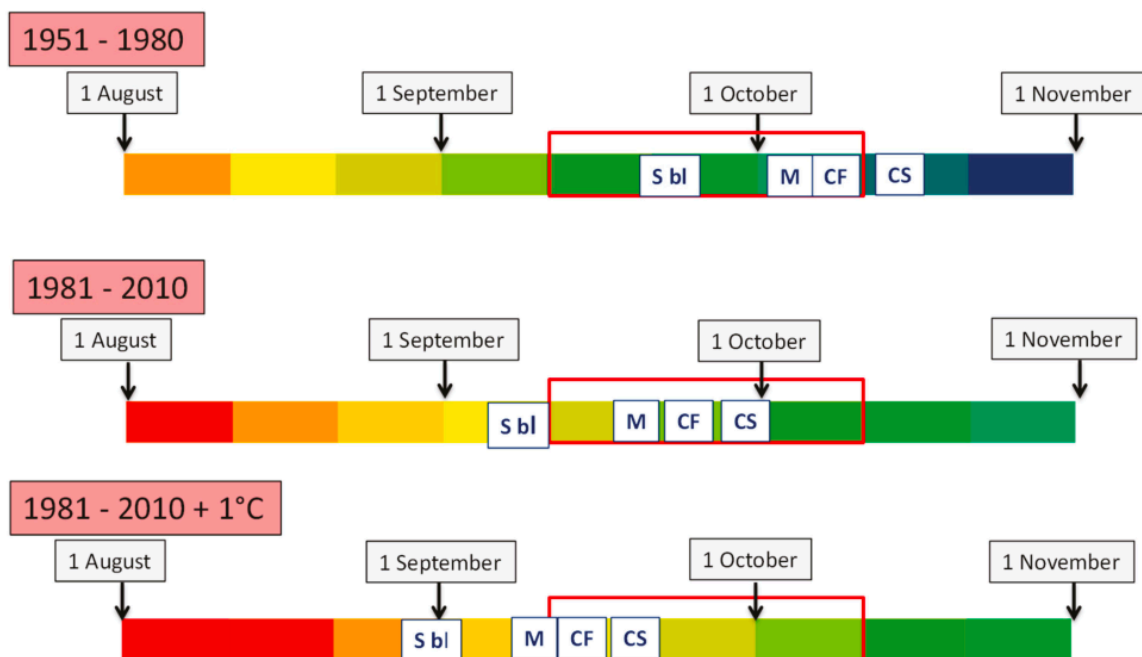 1951 - 1980
1 August
1 September
1 October
1 November
S bl
M
CF
CS
1981 - 2010
1 August
1 September
1 October
1 November
S bl
M
CF
CS
1981 - 2010 + 1°C
1 August
1 September
1 October
1 November
S bl
M
CF
CS